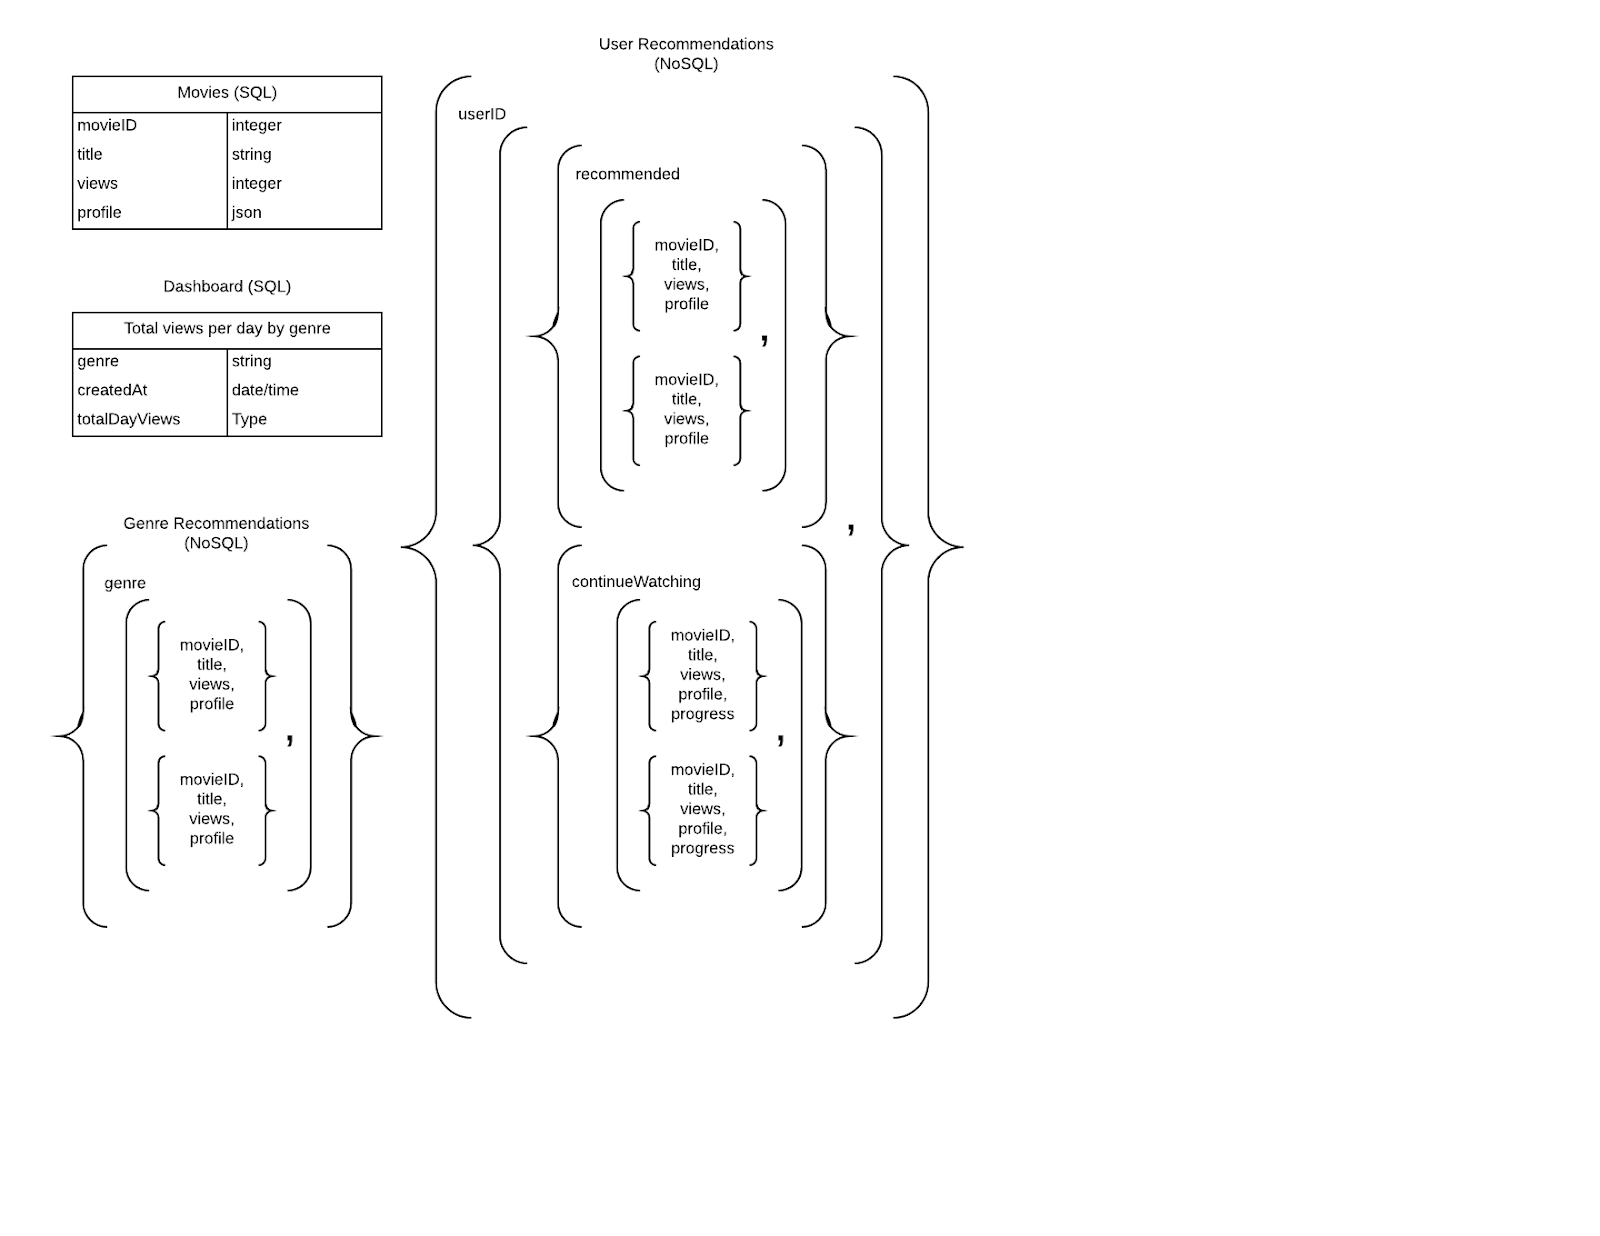 Movies (SQL)
movieID integer
title string
views integer
profile json
Dashboard (SQL)
Total views per day by genre
genre string
createdAt date/time
totalDayViews Type
Genre Recommendations
(NoSQL)
genre
movieID,
title,
views,
profile
,
movieID,
title,
views,
profile
User Recommendations
(NoSQL)
userID
recommended
movieID,
title,
views,
profile
,
movieID,
title,
views,
profile
,
continueWatching
movieID,
title,
views,
profile,
progress
,
movieID,
title,
views,
profile,
progress